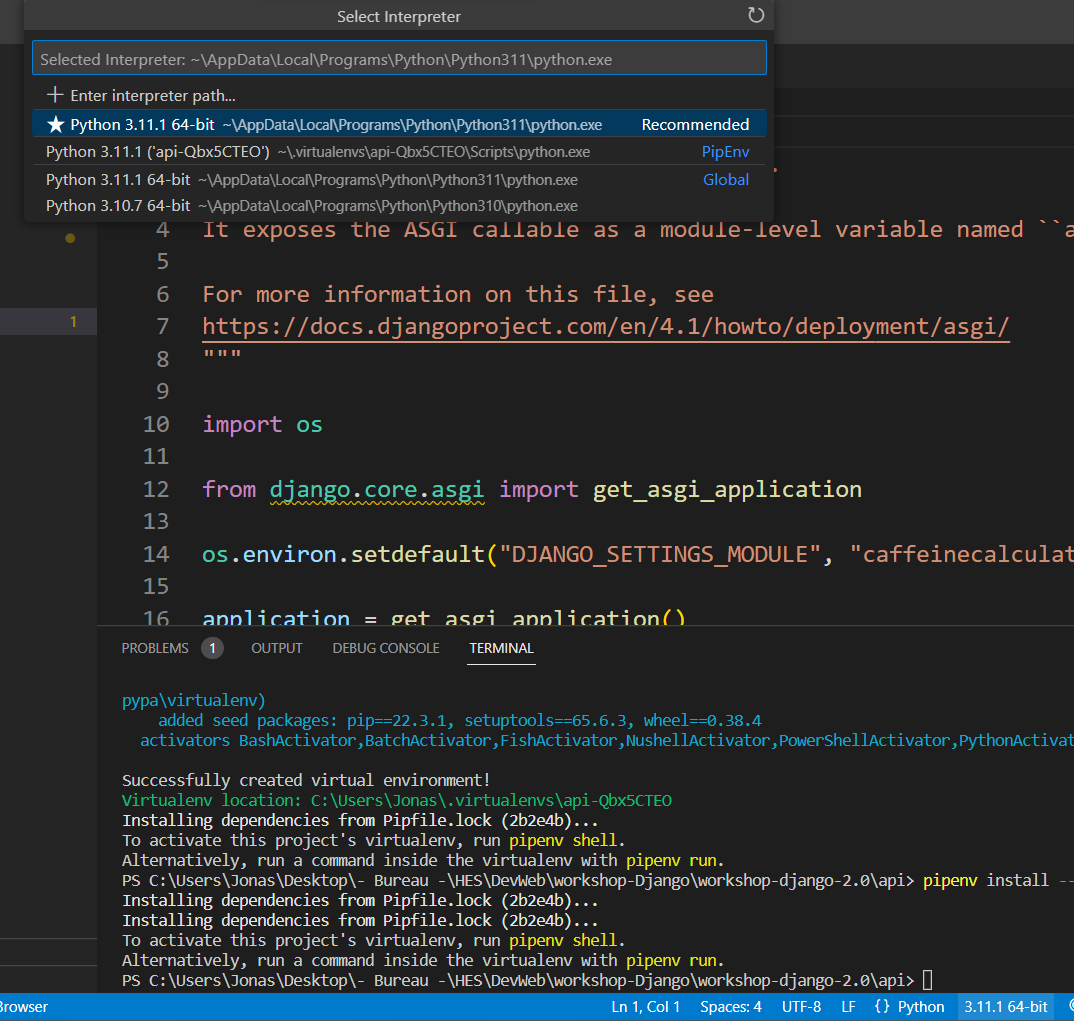 Select Interpreter
Selected Interpreter: ~\AppData\Local\Programs\Python\Python311\python.exe
+ Enter interpreter path...
★ Python 3.11.1 64-bit ~\AppData\Local\Programs\Python\Python311\python.exe Recommended
Python 3.11.1 ('api-Qbx5CTEO') ~\.virtualenvs\api-Qbx5CTEO\Scripts\python.exe PipEnv
Python 3.11.1 64-bit ~\AppData\Local\Programs\Python\Python311\python.exe Global
Python 3.10.7 64-bit ~\AppData\Local\Programs\Python\Python310\python.exe
4 It exposes the ASGI callable as a module-level variable named ``a
5
6 For more information on this file, see
1
7 https://docs.djangoproject.com/en/4.1/howto/deployment/asgi/
8 """
9
10 import os
11
12 from django.core.asgi import get_asgi_application
13
14 os.environ.setdefault("DJANGO_SETTINGS_MODULE", "caffeinecalculat
15
16 application = get_asgi_application()
PROBLEMS 1 OUTPUT DEBUG CONSOLE TERMINAL
pypa\virtualenv)
added seed packages: pip==22.3.1, setuptools==65.6.3, wheel==0.38.4
activators BashActivator,BatchActivator,FishActivator,NushellActivator,PowerShellActivator,PythonActivat
Successfully created virtual environment!
Virtualenv location: C:\Users\Jonas\.virtualenvs\api-Qbx5CTEO
Installing dependencies from Pipfile.lock (2b2e4b)...
To activate this project's virtualenv, run pipenv shell.
Alternatively, run a command inside the virtualenv with pipenv run.
PS C:\Users\Jonas\Desktop\- Bureau -\HES\DevWeb\workshop-Django\workshop-django-2.0\api> pipenv install --
Installing dependencies from Pipfile.lock (2b2e4b)...
Installing dependencies from Pipfile.lock (2b2e4b)...
To activate this project's virtualenv, run pipenv shell.
Alternatively, run a command inside the virtualenv with pipenv run.
PS C:\Users\Jonas\Desktop\- Bureau -\HES\DevWeb\workshop-Django\workshop-django-2.0\api>
Browser Ln 1, Col 1 Spaces: 4 UTF-8 LF {} Python 3.11.1 64-bit